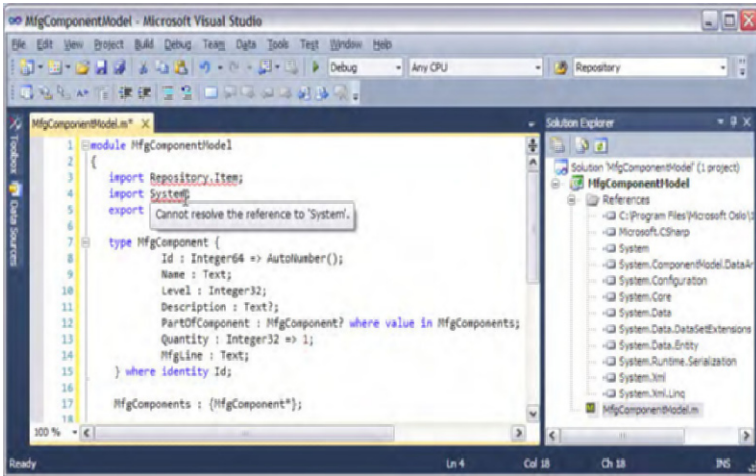 MfgComponentModel - Microsoft Visual Studio
File Edit View Project Build Debug Team Data Tools Test Window Help
Debug Any CPU Repository
MfgComponentModel.m* X
Toolbox
Data Sources
1 module MfgComponentModel
2 {
3 import Repository.Item;
4 import System;
5 export
Cannot resolve the reference to 'System'.
6
7 type MfgComponent {
8 Id : Integer64 => AutoNumber();
9 Name : Text;
10 Level : Integer32;
11 Description : Text?;
12 PartOfComponent : MfgComponent? where value in MfgComponents;
13 Quantity : Integer32 => 1;
14 MfgLine : Text;
15 } where identity Id;
16
17 MfgComponents : {MfgComponent*};
18
100 %
Solution Explorer
Solution 'MfgComponentModel' (1 project)
MfgComponentModel
References
C:\Program Files\Microsoft Oslo\1
Microsoft.CSharp
System
System.ComponentModel.DataAr
System.Configuration
System.Core
System.Data
System.Data.DataSetExtensions
System.Data.Entity
System.Runtime.Serialization
System.Xml
System.Xml.Linq
MfgComponentModel.m
Ready Ln 4 Col 18 Ch 18 INS